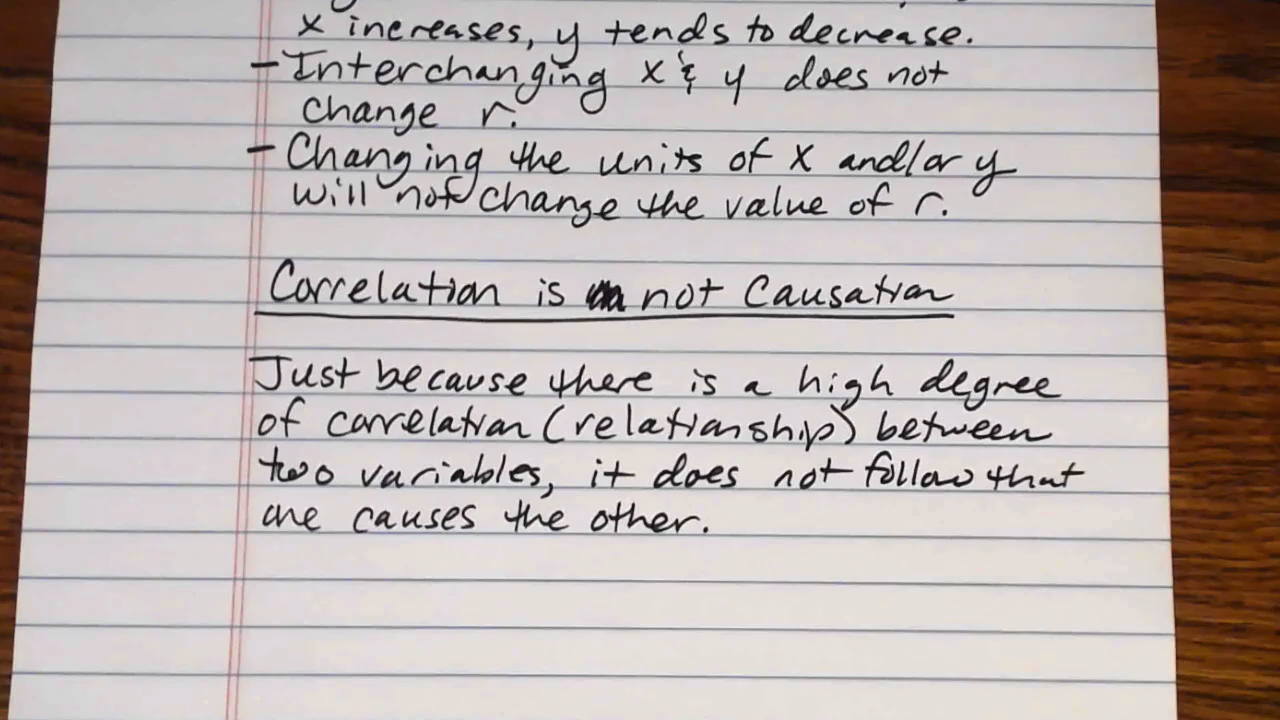 x increases, y tends to decrease.
- Interchanging x & y does not
change r.
- Changing the units of x and/or y
will not change the value of r.
Correlation is not Causation
Just because there is a high degree
of correlation (relationship) between
two variables, it does not follow that
one causes the other.